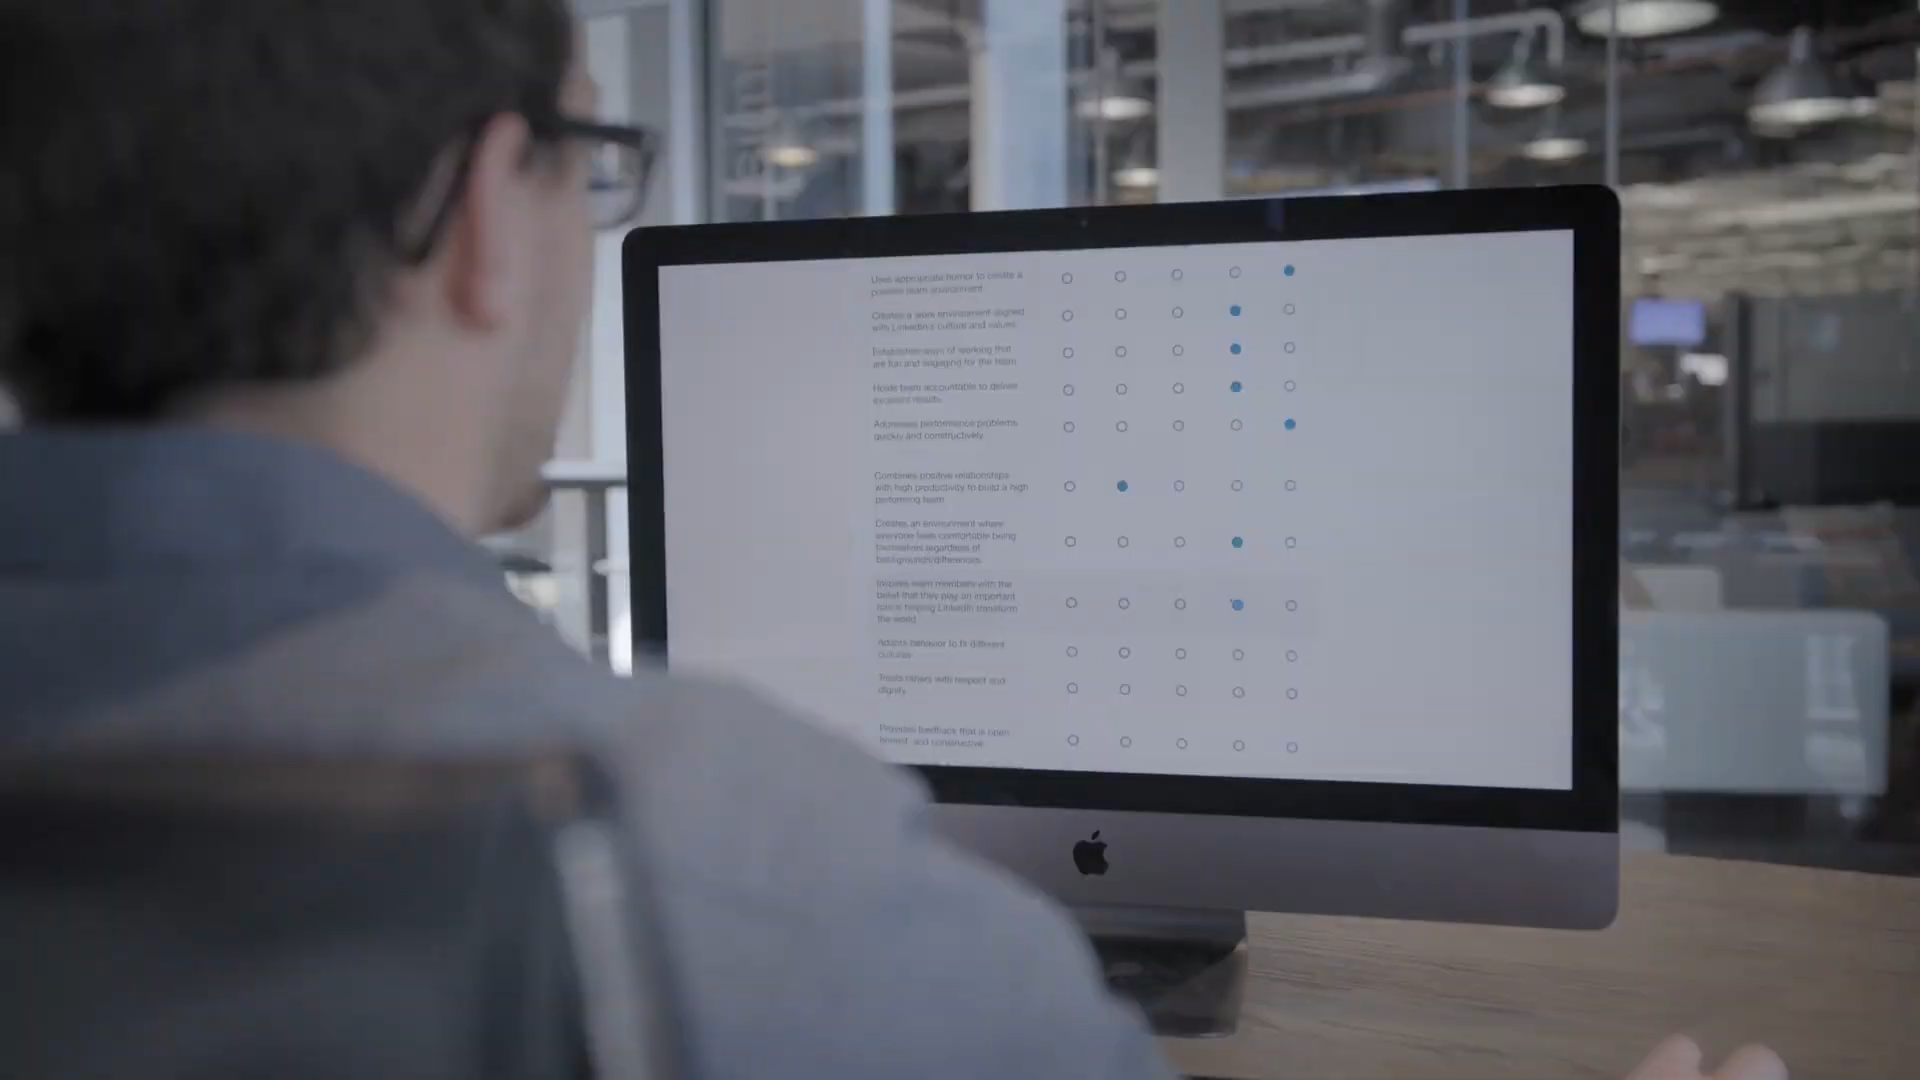 Uses appropriate humor to create a
positive team environment
Creates a work environment aligned
with LinkedIn's culture and values
Establishes ways of working that
are fun and engaging for the team
Holds team accountable to deliver
excellent results
Addresses performance problems
quickly and constructively
Combines positive relationships
with high productivity to build a high
performing team
Creates an environment where
everyone feels comfortable being
themselves regardless of
backgrounds/differences
Inspires team members with the
belief that they play an important
role in helping LinkedIn transform
the world
Adapts behavior to fit different
cultures
Treats others with respect and
dignity
Provides feedback that is open,
honest, and constructive